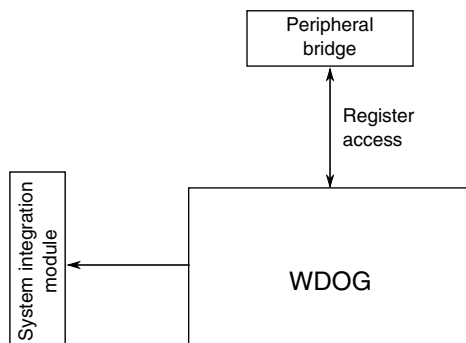 Peripheral
bridge
Register
access
System integration
module
WDOG